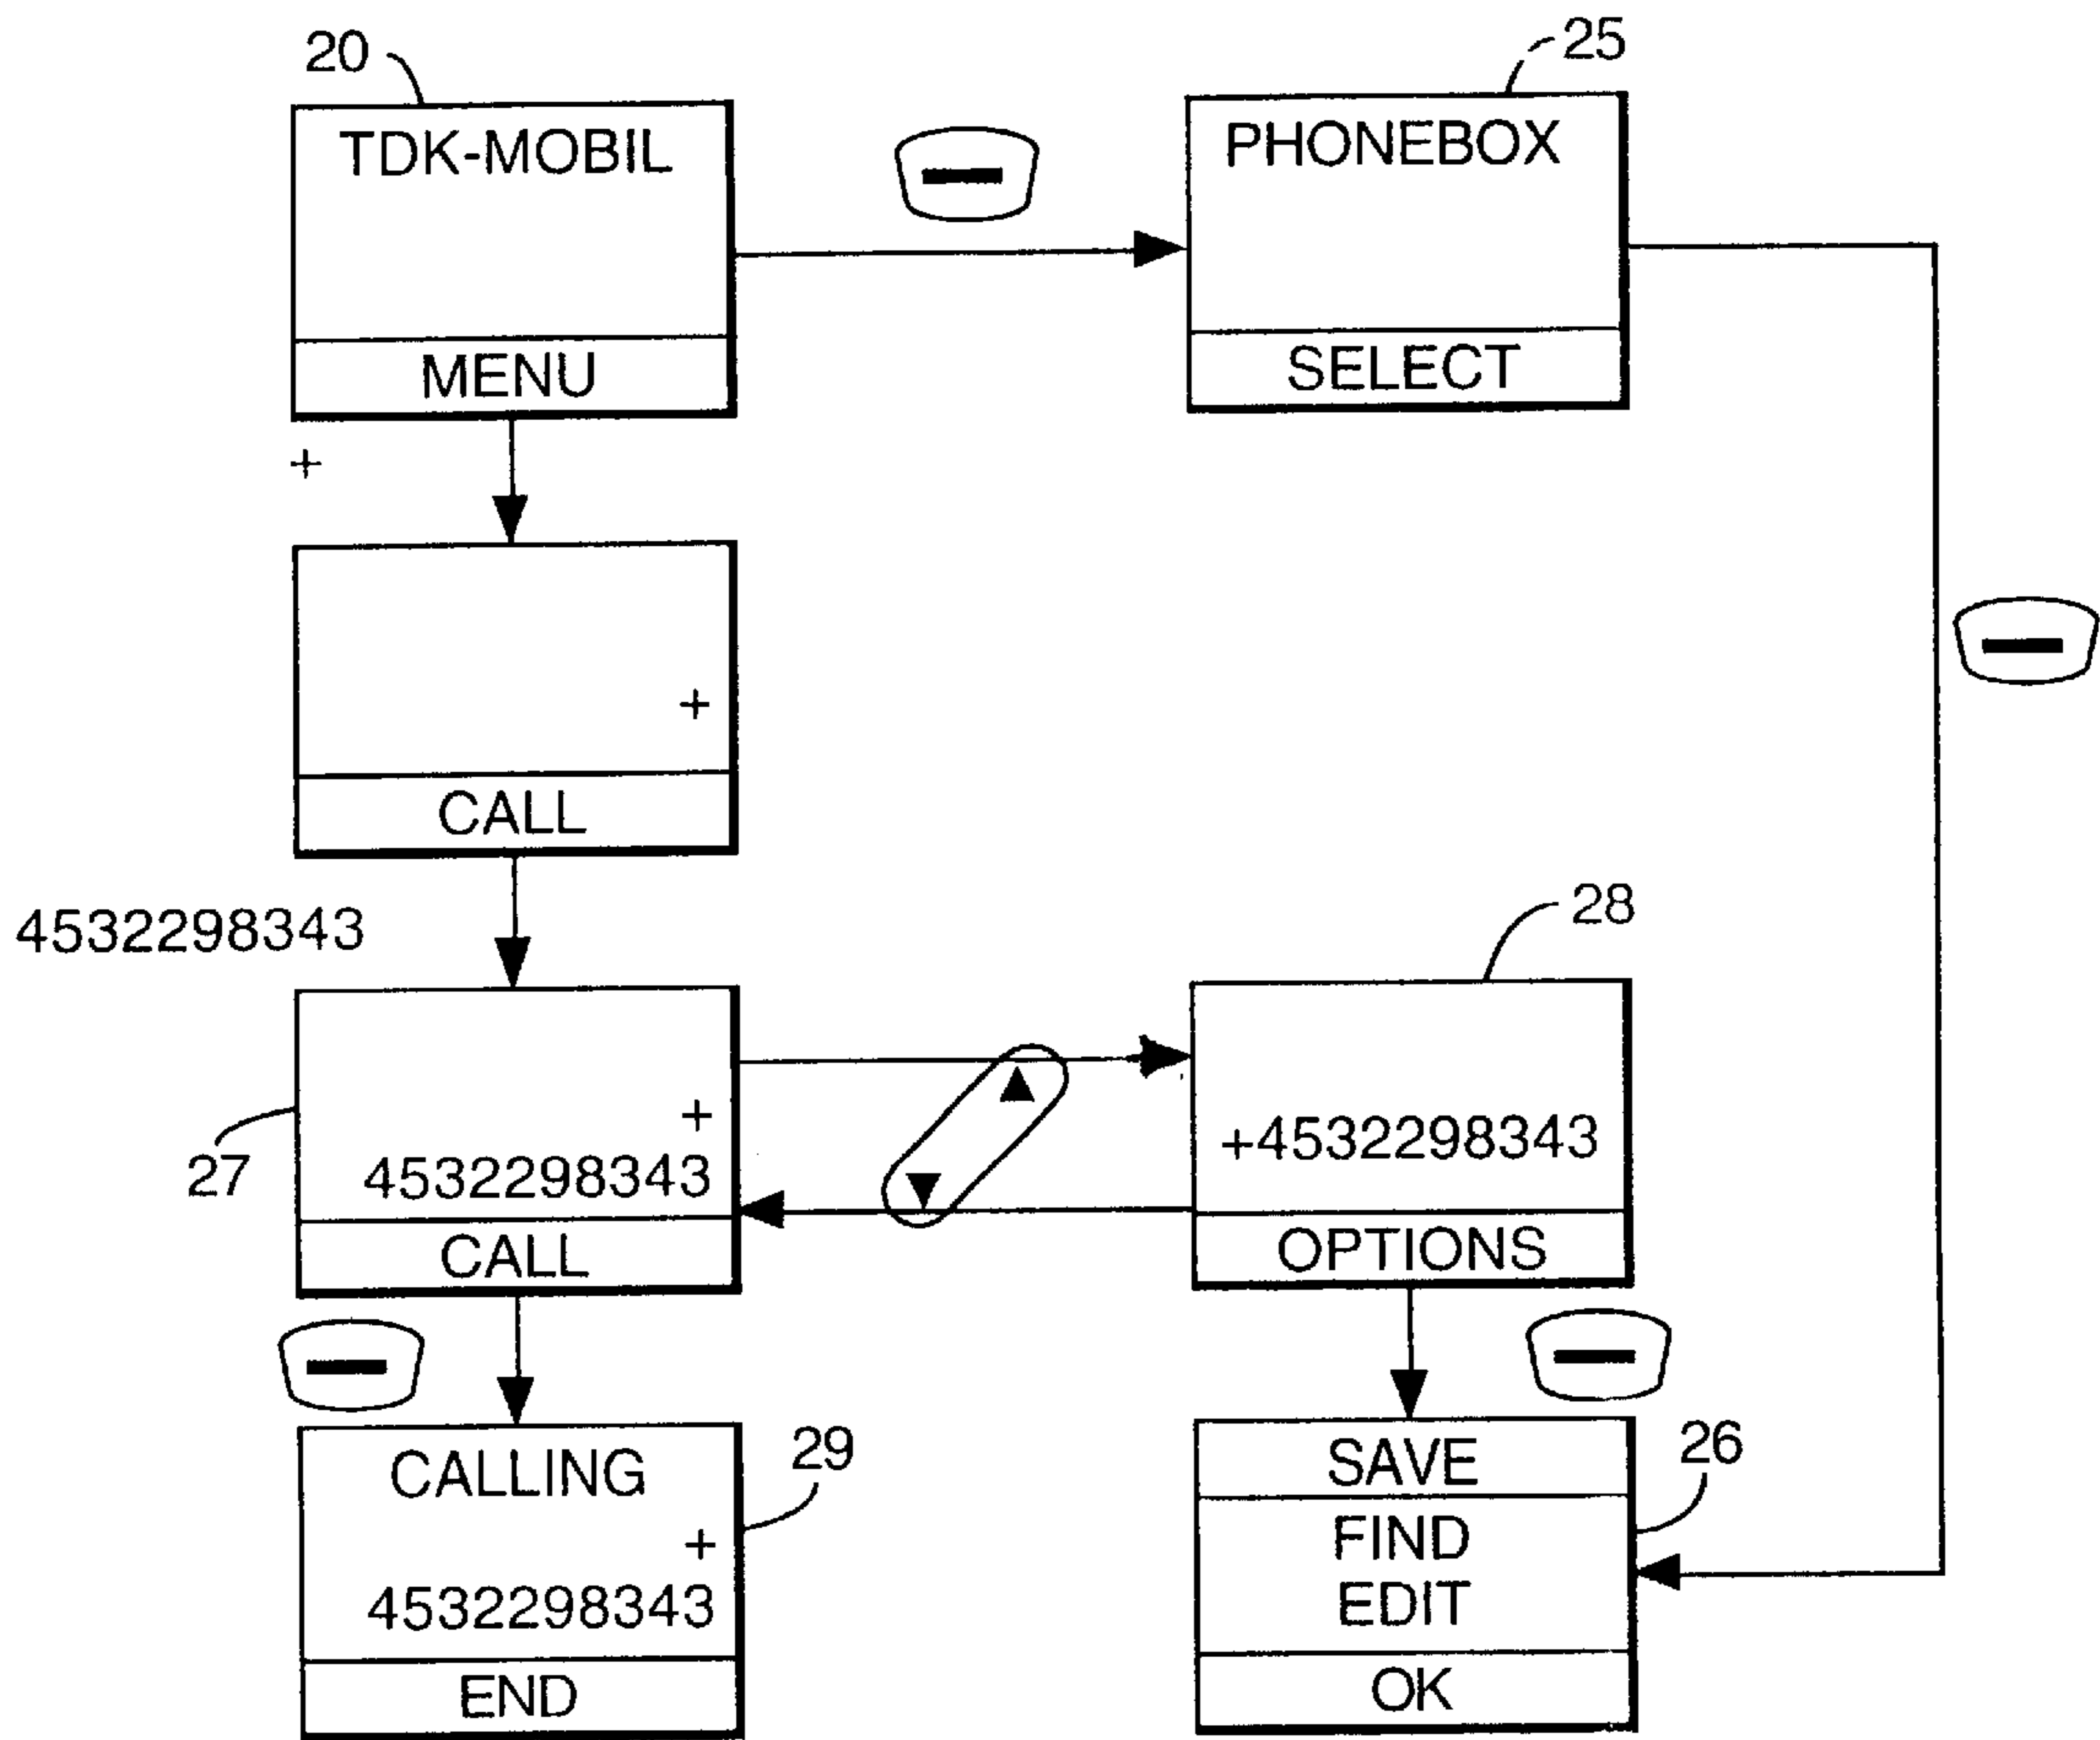 20
25
TDK-MOBIL
MENU
PHONEBOX
SELECT
+
+
CALL
4532298343
27
+
4532298343
CALL
28
+4532298343
OPTIONS
29
CALLING
+
4532298343
END
26
SAVE
FIND
EDIT
OK